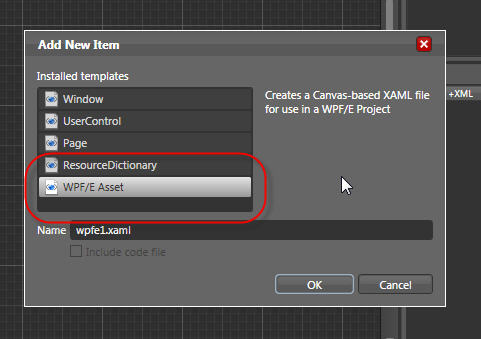 Add New Item
Installed templates
Window
UserControl
Page
ResourceDictionary
WPF/E Asset
Creates a Canvas-based XAML file
for use in a WPF/E Project
+XML
Name wpfe1.xaml
Include code file
OK Cancel